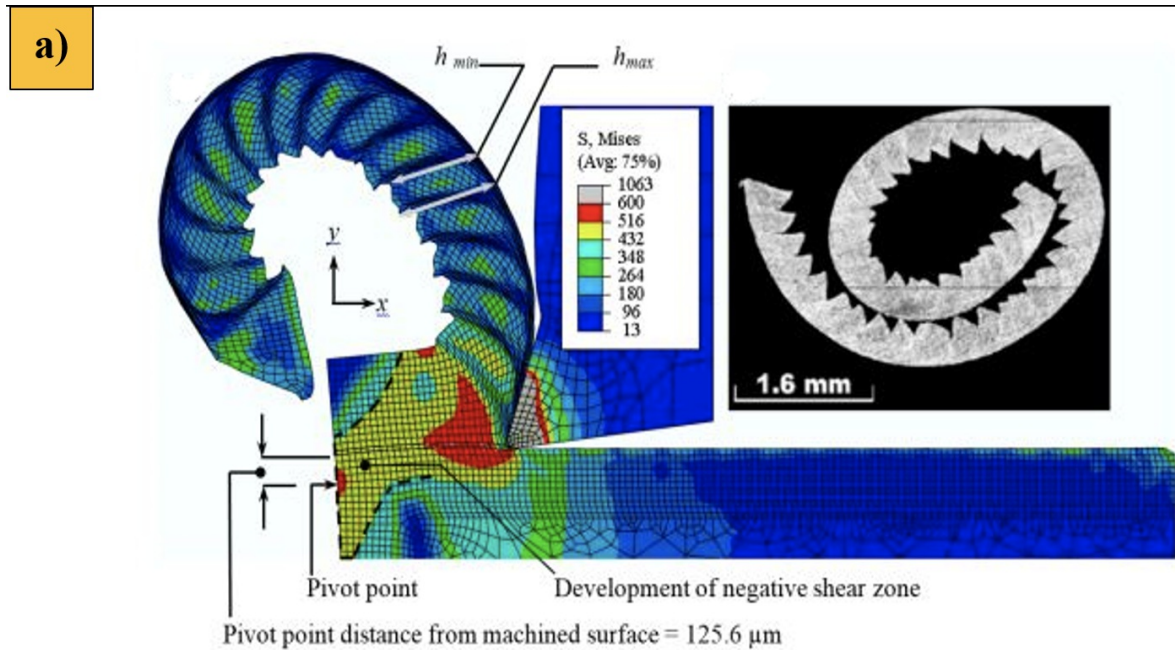 a)
h min
hmax
S, Mises
(Avg: 75%)
1063
600
516
432
348
264
180
96
13
y
x
1.6 mm
Pivot point
Development of negative shear zone
Pivot point distance from machined surface = 125.6 µm